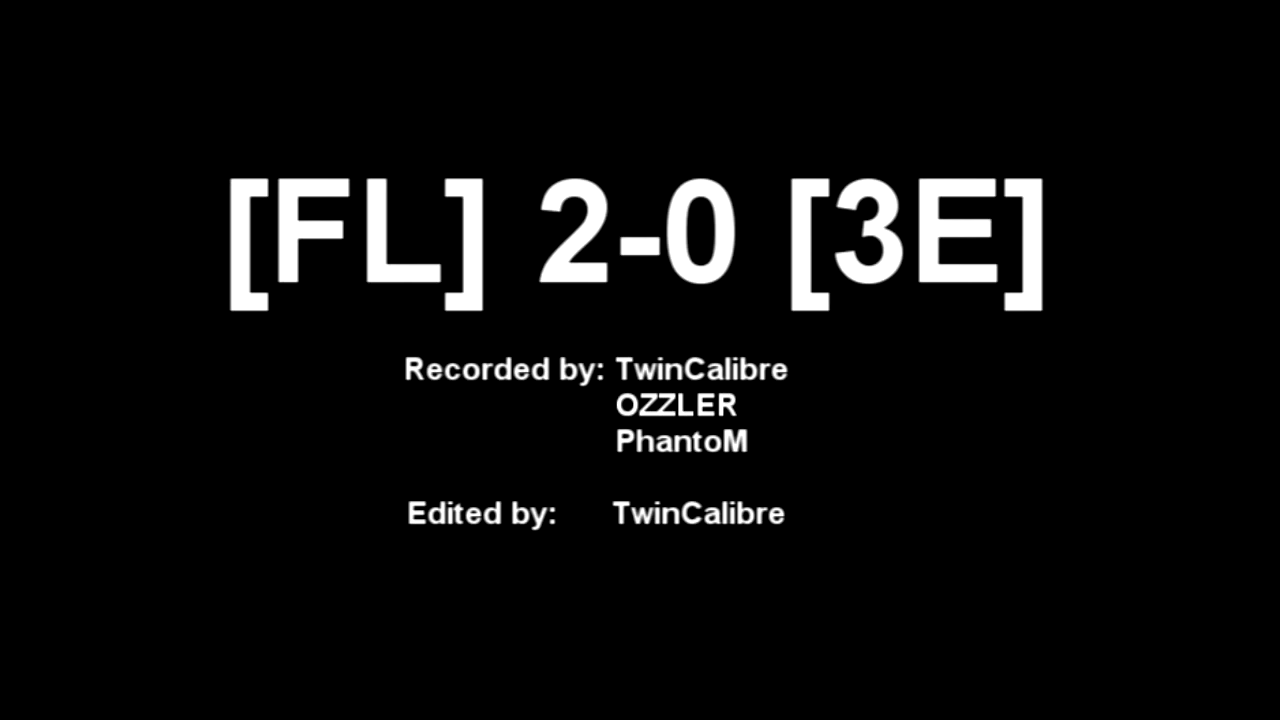 [FL] 2-0 [3E]
Recorded by: TwinCalibre
OZZLER
PhantoM
Edited by: TwinCalibre